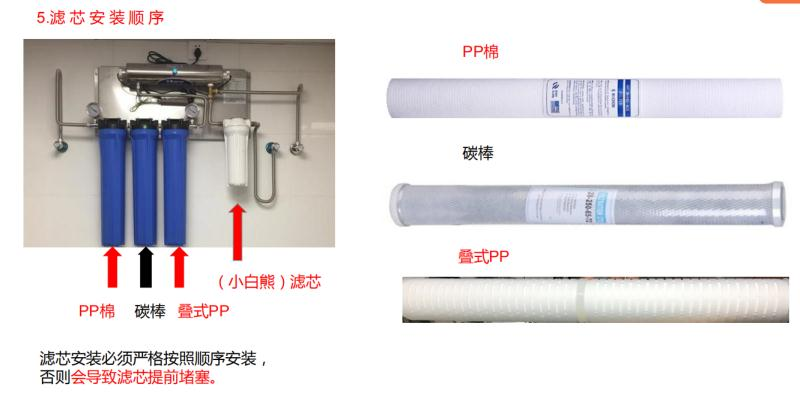 5.滤芯安装顺序
PP棉
碳棒
叠式PP
（小白熊）滤芯
PP棉 碳棒 叠式PP
滤芯安装必须严格按照顺序安装，
否则会导致滤芯提前堵塞。